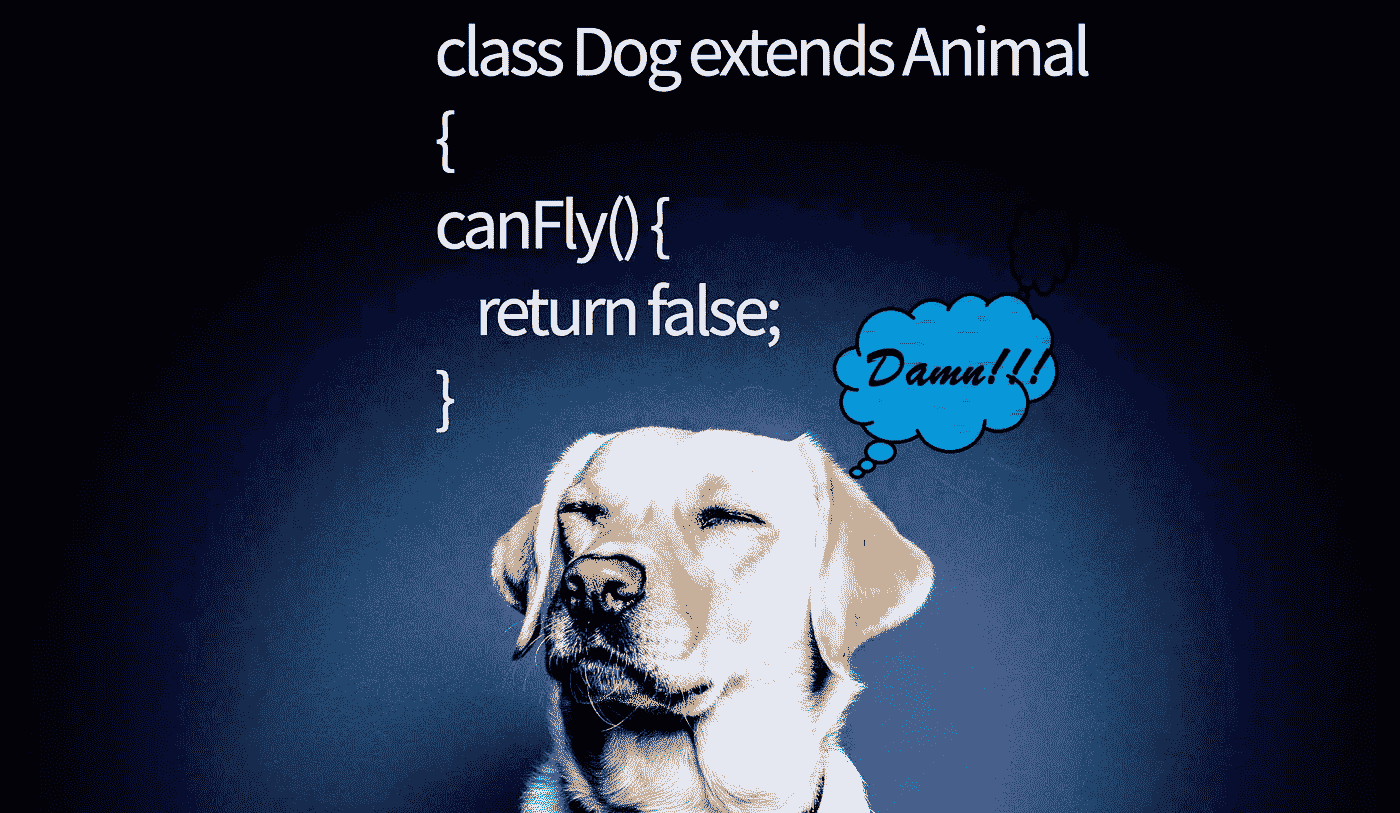 class Dog extends Animal
{
canFly() {
return false;
}
Damn!!!